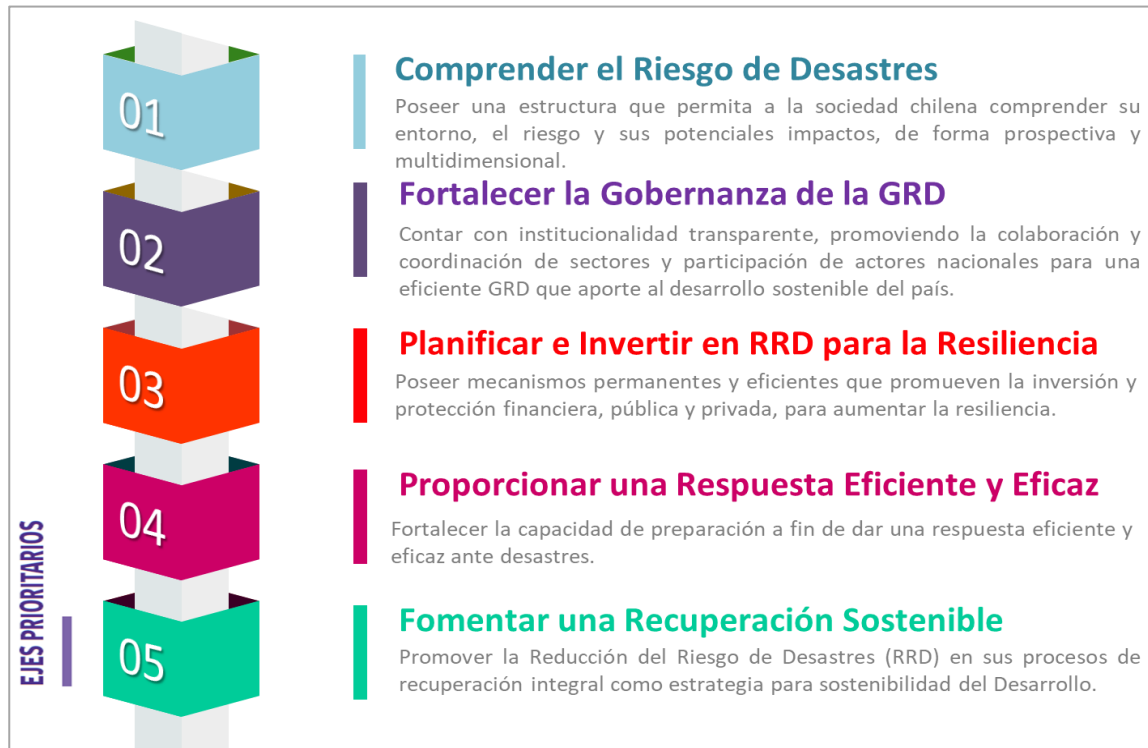 01
Comprender el Riesgo de Desastres
Poseer una estructura que permita a la sociedad chilena comprender su
entorno, el riesgo y sus potenciales impactos, de forma prospectiva y
multidimensional.
02
Fortalecer la Gobernanza de la GRD
Contar con institucionalidad transparente, promoviendo la colaboración y
coordinación de sectores y participación de actores nacionales para una
eficiente GRD que aporte al desarrollo sostenible del país.
03
Planificar e Invertir en RRD para la Resiliencia
Poseer mecanismos permanentes y eficientes que promueven la inversión y
protección financiera, pública y privada, para aumentar la resiliencia.
04
Proporcionar una Respuesta Eficiente y Eficaz
Fortalecer la capacidad de preparación a fin de dar una respuesta eficiente y
eficaz ante desastres.
05
Fomentar una Recuperación Sostenible
Promover la Reducción del Riesgo de Desastres (RRD) en sus procesos de
recuperación integral como estrategia para sostenibilidad del Desarrollo.
EJES PRIORITARIOS